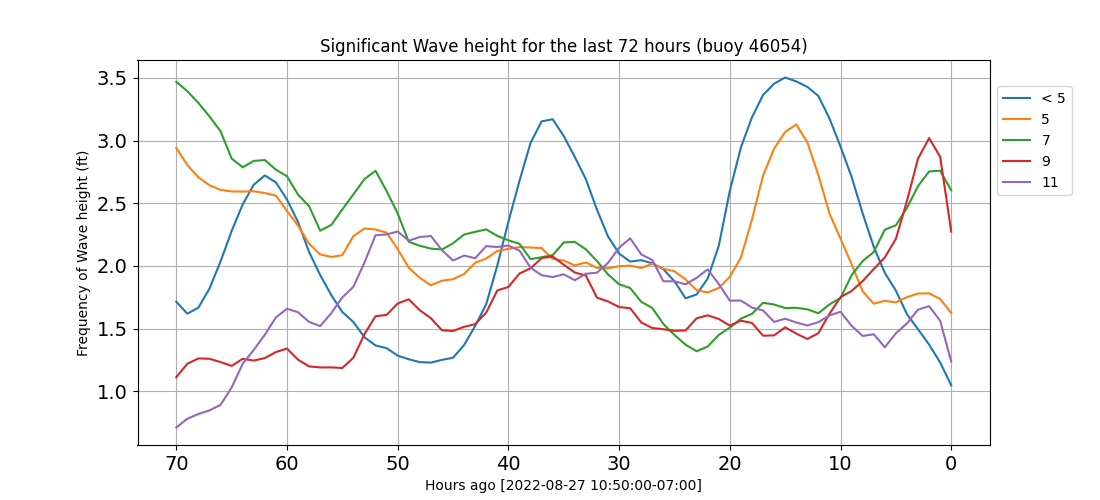 Significant Wave height for the last 72 hours (buoy 46054)
Frequency of Wave height (ft)
3.5
3.0
2.5
2.0
1.5
1.0
70 60 50 40 30 20 10 0
Hours ago [2022-08-27 10:50:00-07:00]
< 5
5
7
9
11